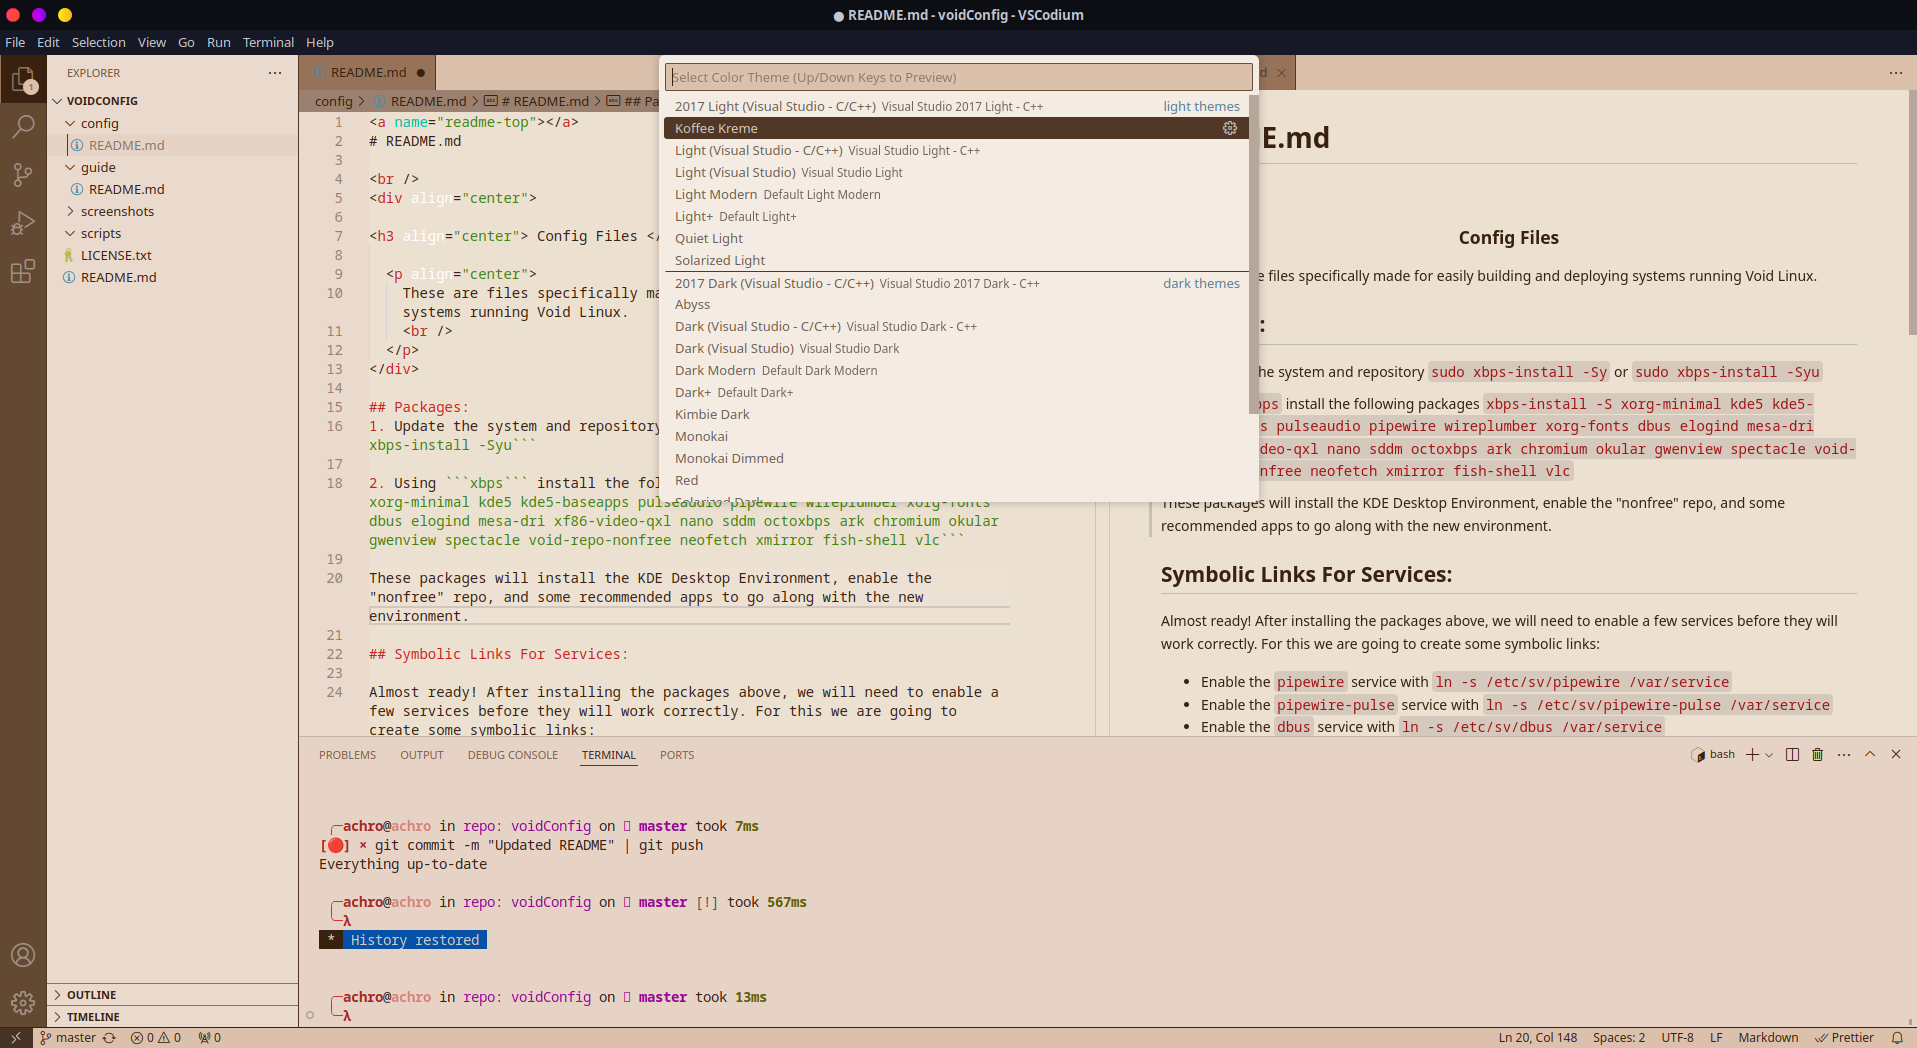 ● README.md - voidConfig - VSCodium
File Edit Selection View Go Run Terminal Help
1
EXPLORER ···
VOIDCONFIG
config
README.md
guide
README.md
screenshots
scripts
LICENSE.txt
README.md
OUTLINE
TIMELINE
README.md ●
config > README.md > # README.md > ## Pa
1 <a name="readme-top"></a>
2 # README.md
3
4 <br />
5 <div align="center">
6
7 <h3 align="center"> Config Files </
8
9 <p align="center">
10 These are files specifically ma
systems running Void Linux.
11 <br />
12 </p>
13 </div>
14
15 ## Packages:
16 1. Update the system and repository
xbps-install -Syu```
17
18 2. Using ```xbps``` install the fol
xorg-minimal kde5 kde5-baseapps pulseaudio pipewire wireplumber xorg-fonts
dbus elogind mesa-dri xf86-video-qxl nano sddm octoxbps ark chromium okular
gwenview spectacle void-repo-nonfree neofetch xmirror fish-shell vlc```
19
20 These packages will install the KDE Desktop Environment, enable the
"nonfree" repo, and some recommended apps to go along with the new
environment.
21
22 ## Symbolic Links For Services:
23
24 Almost ready! After installing the packages above, we will need to enable a
few services before they will work correctly. For this we are going to
create some symbolic links:
Select Color Theme (Up/Down Keys to Preview)
2017 Light (Visual Studio - C/C++) Visual Studio 2017 Light - C++ light themes
Koffee Kreme
Light (Visual Studio - C/C++) Visual Studio Light - C++
Light (Visual Studio) Visual Studio Light
Light Modern Default Light Modern
Light+ Default Light+
Quiet Light
Solarized Light
2017 Dark (Visual Studio - C/C++) Visual Studio 2017 Dark - C++ dark themes
Abyss
Dark (Visual Studio - C/C++) Visual Studio Dark - C++
Dark (Visual Studio) Visual Studio Dark
Dark Modern Default Dark Modern
Dark+ Default Dark+
Kimbie Dark
Monokai
Monokai Dimmed
Red
Solarized Dark
d ×
E.md
Config Files
e files specifically made for easily building and deploying systems running Void Linux.
:
he system and repository sudo xbps-install -Sy or sudo xbps-install -Syu
ps install the following packages xbps-install -S xorg-minimal kde5 kde5-
s pulseaudio pipewire wireplumber xorg-fonts dbus elogind mesa-dri
deo-qxl nano sddm octoxbps ark chromium okular gwenview spectacle void-
nfree neofetch xmirror fish-shell vlc
These packages will install the KDE Desktop Environment, enable the "nonfree" repo, and some
recommended apps to go along with the new environment.
Symbolic Links For Services:
Almost ready! After installing the packages above, we will need to enable a few services before they will
work correctly. For this we are going to create some symbolic links:
• Enable the pipewire service with ln -s /etc/sv/pipewire /var/service
• Enable the pipewire-pulse service with ln -s /etc/sv/pipewire-pulse /var/service
• Enable the dbus service with ln -s /etc/sv/dbus /var/service
PROBLEMS OUTPUT DEBUG CONSOLE TERMINAL PORTS
bash
╭─achro@achro in repo: voidConfig on master took 7ms
[🔴] × git commit -m "Updated README" | git push
Everything up-to-date
╭─achro@achro in repo: voidConfig on master [!] took 567ms
╰─λ
* History restored
╭─achro@achro in repo: voidConfig on master took 13ms
╰─λ
master 0 0 0
Ln 20, Col 148 Spaces: 2 UTF-8 LF Markdown Prettier